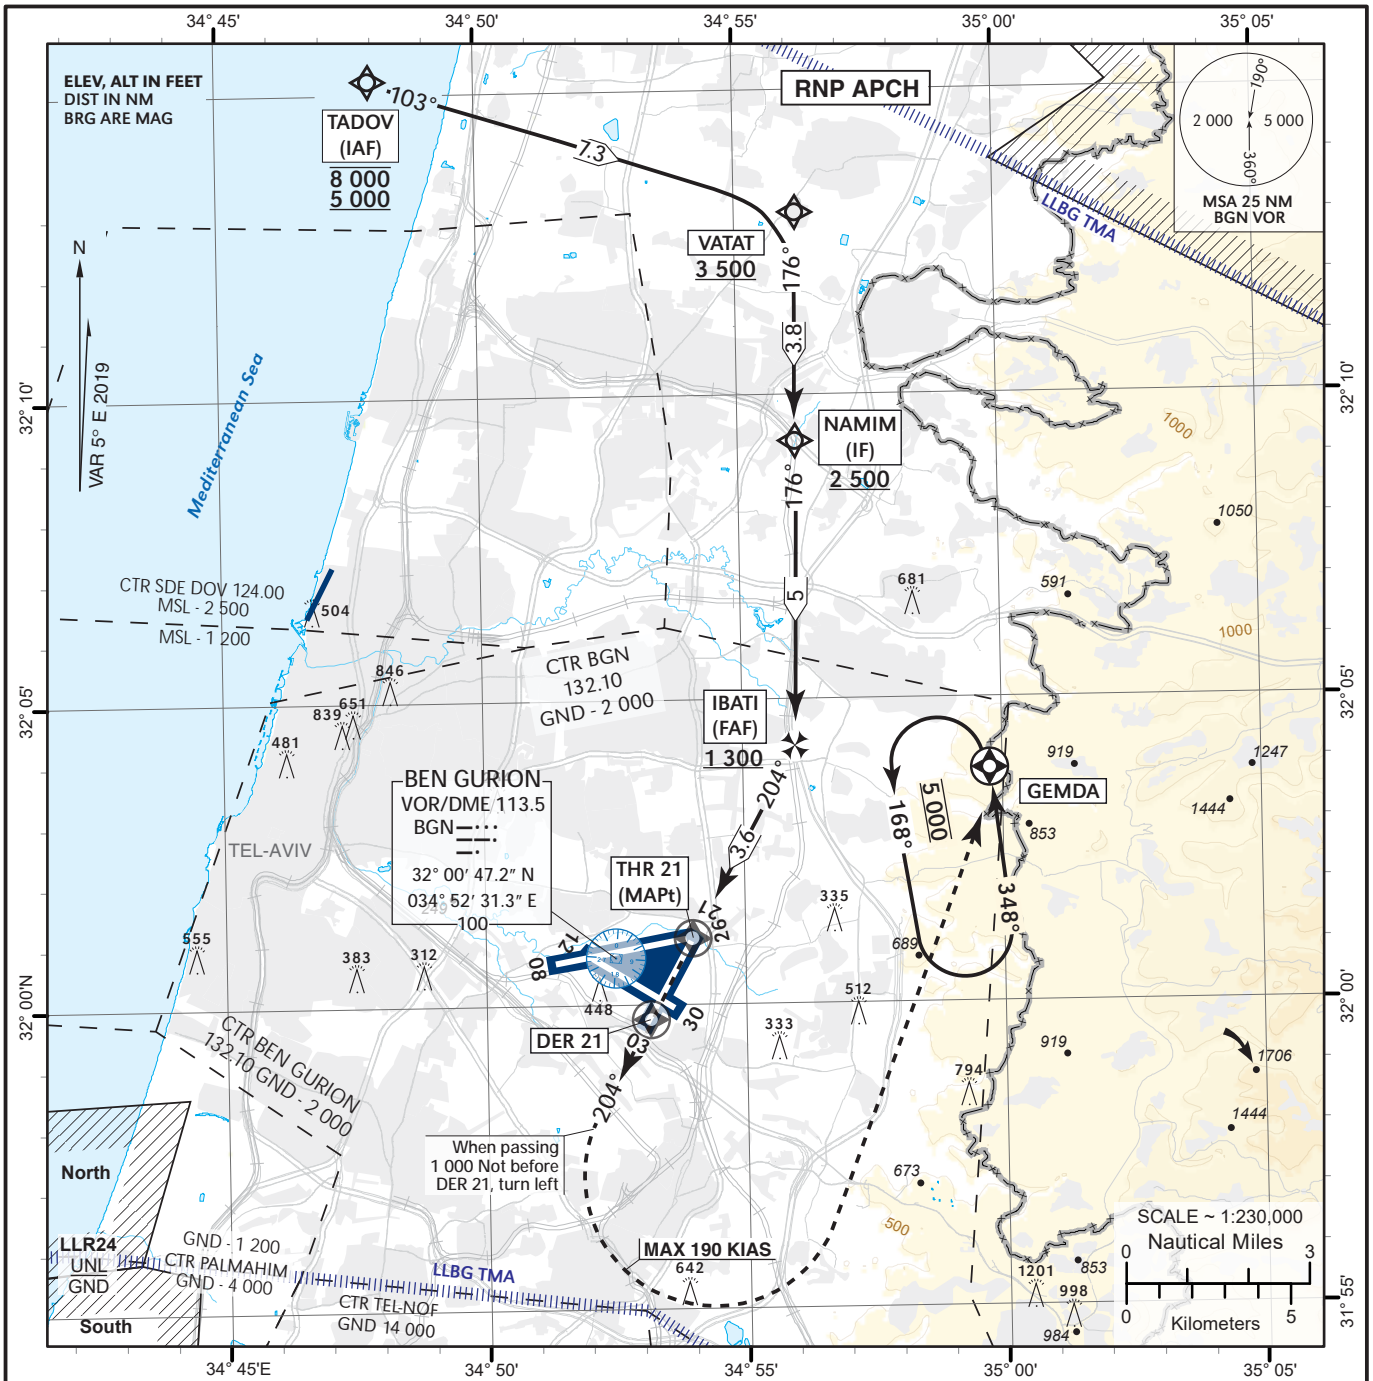 34° 45'
34° 50'
34° 55'
35° 00'
35° 05'
ELEV, ALT IN FEET
DIST IN NM
BRG ARE MAG
RNP APCH
190°
2 000
5 000
360°
MSA 25 NM
BGN VOR
103°
TADOV
(IAF)
8 000
5 000
7.3
LLBG TMA
VATAT
3 500
176°
3.8
N
VAR 5° E 2019
Mediterranean Sea
32° 10'
32° 10'
NAMIM
(IF)
2 500
176°
1000
1050
CTR SDE DOV 124.00
MSL - 2 500
504
MSL - 1 200
5
681
591
1000
CTR BGN
132.10
GND - 2 000
846
651
839
481
32° 05'
32° 05'
IBATI
(FAF)
1 300
204°
919
1247
1444
GEMDA
5 000
168°
348°
853
BEN GURION
VOR/DME 113.5
BGN
32° 00' 47.2" N
034° 52' 31.3" E
249
100
TEL-AVIV
3.6
THR 21
(MAPt)
21
26
335
689
555
383
312
12
08
448
512
333
30
03
DER 21
204°
32° 00'N
32° 00'
919
1706
794
1444
CTR BEN GURION
132.10 GND - 2 000
When passing
1 000 Not before
DER 21, turn left
673
500
North
LLR24
UNL
GND
South
GND - 1 200
CTR PALMAHIM
GND - 4 000
LLBG TMA
CTR TEL-NOF
GND 14 000
MAX 190 KIAS
642
SCALE ~ 1:230,000
Nautical Miles
0
3
0
5
Kilometers
853
1201
998
984
31° 55'
34° 45'E
34° 50'
34° 55'
35° 00'
35° 05'